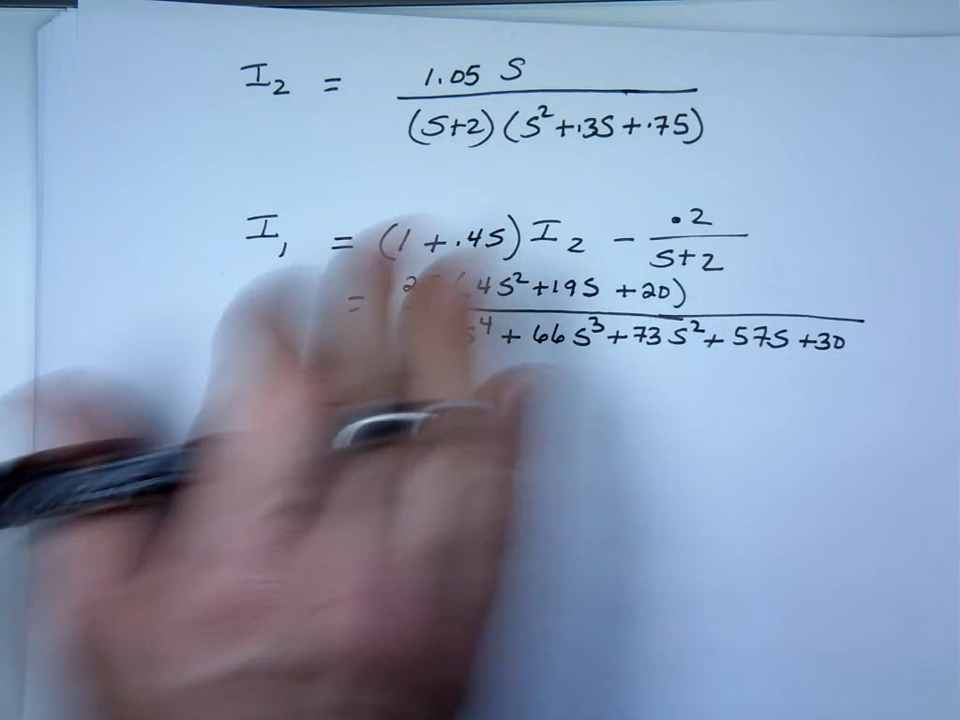 I₂ = 1.05 S
(S+2) (S²+.3S+.75)
I₁ = (1 + .4S) I₂ - .2
S+2
= 4S²+19S +20)
⁴ + 66S³+73S²+57S+30